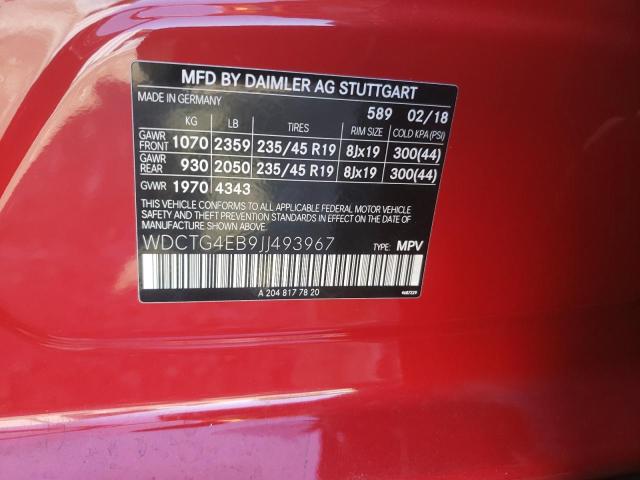 MFD BY DAIMLER AG STUTTGART
MADE IN GERMANY 589 02/18
KG LB TIRES RIM SIZE COLD KPA (PSI)
GAWR FRONT 1070 2359 235/45 R19 8Jx19 300(44)
GAWR REAR 930 2050 235/45 R19 8Jx19 300(44)
GVWR 1970 4343
THIS VEHICLE CONFORMS TO ALL APPLICABLE FEDERAL MOTOR VEHICLE
SAFETY AND THEFT PREVENTION STANDARDS IN EFFECT ON THE DATE OF
MANUFACTURE SHOWN ABOVE.
WDCTG4EB9JJ493967 TYPE: MPV
A 204 817 78 20